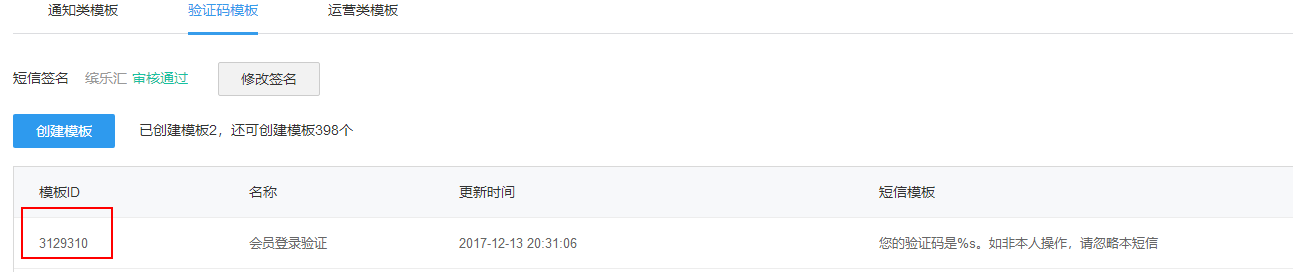 通知类模板 验证码模板 运营类模板
短信签名 缤乐汇 审核通过 修改签名
创建模板 已创建模板2，还可创建模板398个
模板ID 名称 更新时间 短信模板
3129310 会员登录验证 2017-12-13 20:31:06 您的验证码是%s。如非本人操作，请忽略本短信